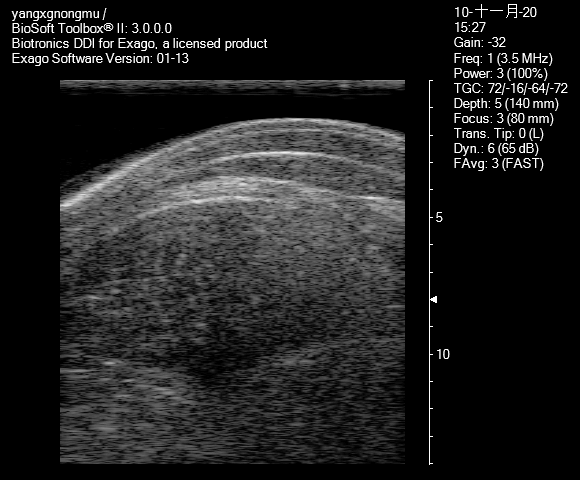 yangxgnongmu /
BioSoft Toolbox® II: 3.0.0.0
Biotronics DDI for Exago, a licensed product
Exago Software Version: 01-13
10-十一月-20
15:27
Gain: -32
Freq: 1 (3.5 MHz)
Power: 3 (100%)
TGC: 72/-16/-64/-72
Depth: 5 (140 mm)
Focus: 3 (80 mm)
Trans. Tip: 0 (L)
Dyn.: 6 (65 dB)
FAvg: 3 (FAST)
5
10